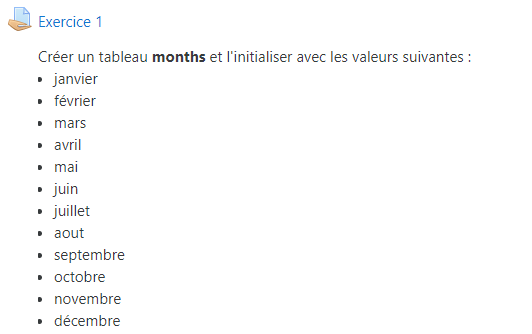 Exercice 1
Créer un tableau months et l'initialiser avec les valeurs suivantes :
janvier
février
mars
avril
mai
juin
juillet
aout
septembre
octobre
novembre
décembre